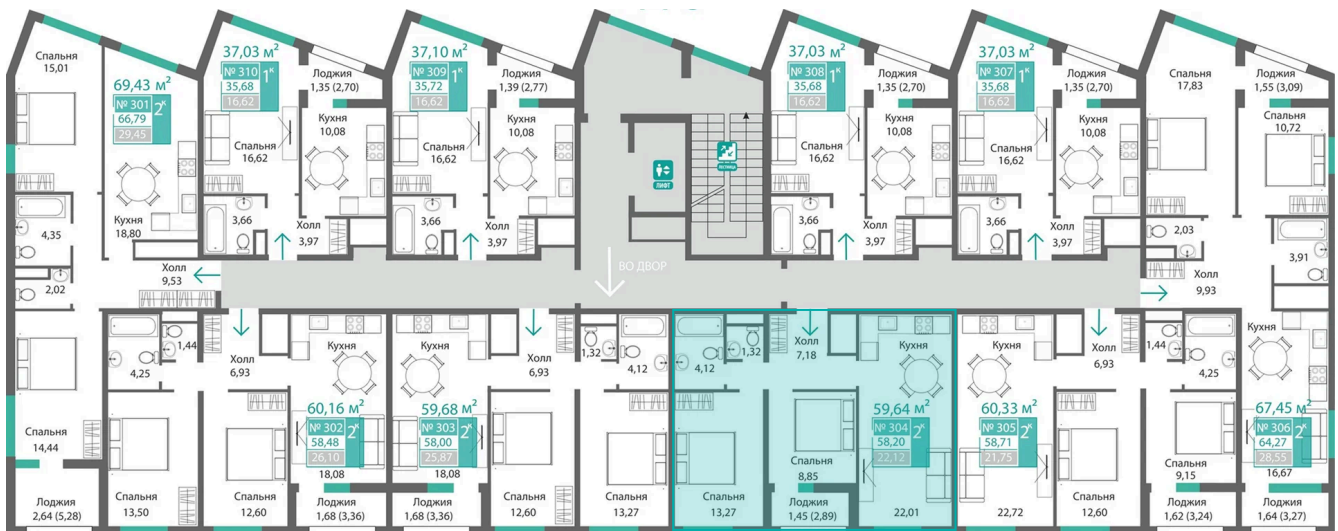 Спальня
15,01
69,43 м²
№ 301
66,79
29,45
2к
Кухня
18,80
4,35
2,02
Холл
9,53
Спальня
14,44
Лоджия
2,64 (5,28)
37,03 м²
№ 310
35,68
16,62
1к
Лоджия
1,35 (2,70)
Кухня
10,08
Спальня
16,62
3,66
Холл
3,97
37,10 м²
№ 309
35,72
16,62
1к
Лоджия
1,39 (2,77)
Кухня
10,08
Спальня
16,62
3,66
Холл
3,97
ЛИФТ
ВО ДВОР
37,03 м²
№ 308
35,68
16,62
1к
Лоджия
1,35 (2,70)
Кухня
10,08
Спальня
16,62
3,66
Холл
3,97
37,03 м²
№ 307
35,68
16,62
1к
Лоджия
1,35 (2,70)
Кухня
10,08
Спальня
16,62
3,66
Холл
3,97
Спальня
17,83
Лоджия
1,55 (3,09)
Спальня
10,72
2,03
3,91
Холл
9,93
4,25
1,44
Холл
6,93
Кухня
60,16 м²
№ 302
58,48
26,10
2к
18,08
Спальня
13,50
Спальня
12,60
Лоджия
1,68 (3,36)
Кухня
59,68 м²
№ 303
58,00
25,87
2к
18,08
Холл
6,93
1,32
4,12
Лоджия
1,68 (3,36)
Спальня
12,60
Спальня
13,27
4,12
1,32
Холл
7,18
Кухня
59,64 м²
№ 304
58,20
22,12
2к
Спальня
8,85
Спальня
13,27
Лоджия
1,45 (2,89)
22,01
Кухня
60,33 м²
№ 305
58,71
21,75
2к
Холл
6,93
1,44
4,25
22,72
Спальня
12,60
Спальня
9,15
Лоджия
1,62 (3,24)
Кухня
67,45 м²
№ 306
64,27
28,55
2к
16,67
Лоджия
1,64 (3,27)